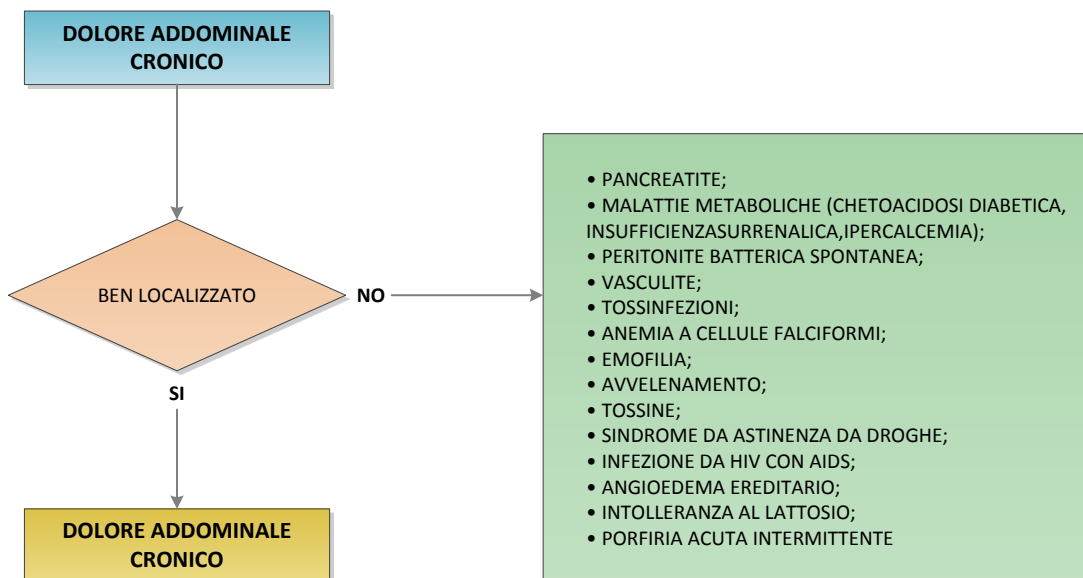 DOLORE ADDOMINALE
CRONICO
BEN LOCALIZZATO
NO
• PANCREATITE;
• MALATTIE METABOLICHE (CHETOACIDOSI DIABETICA,
INSUFFICIENZASURRENALICA,IPERCALCEMIA);
• PERITONITE BATTERICA SPONTANEA;
• VASCULITE;
• TOSSINFEZIONI;
• ANEMIA A CELLULE FALCIFORMI;
• EMOFILIA;
• AVVELENAMENTO;
• TOSSINE;
• SINDROME DA ASTINENZA DA DROGHE;
• INFEZIONE DA HIV CON AIDS;
• ANGIOEDEMA EREDITARIO;
• INTOLLERANZA AL LATTOSIO;
• PORFIRIA ACUTA INTERMITTENTE
SI
DOLORE ADDOMINALE
CRONICO